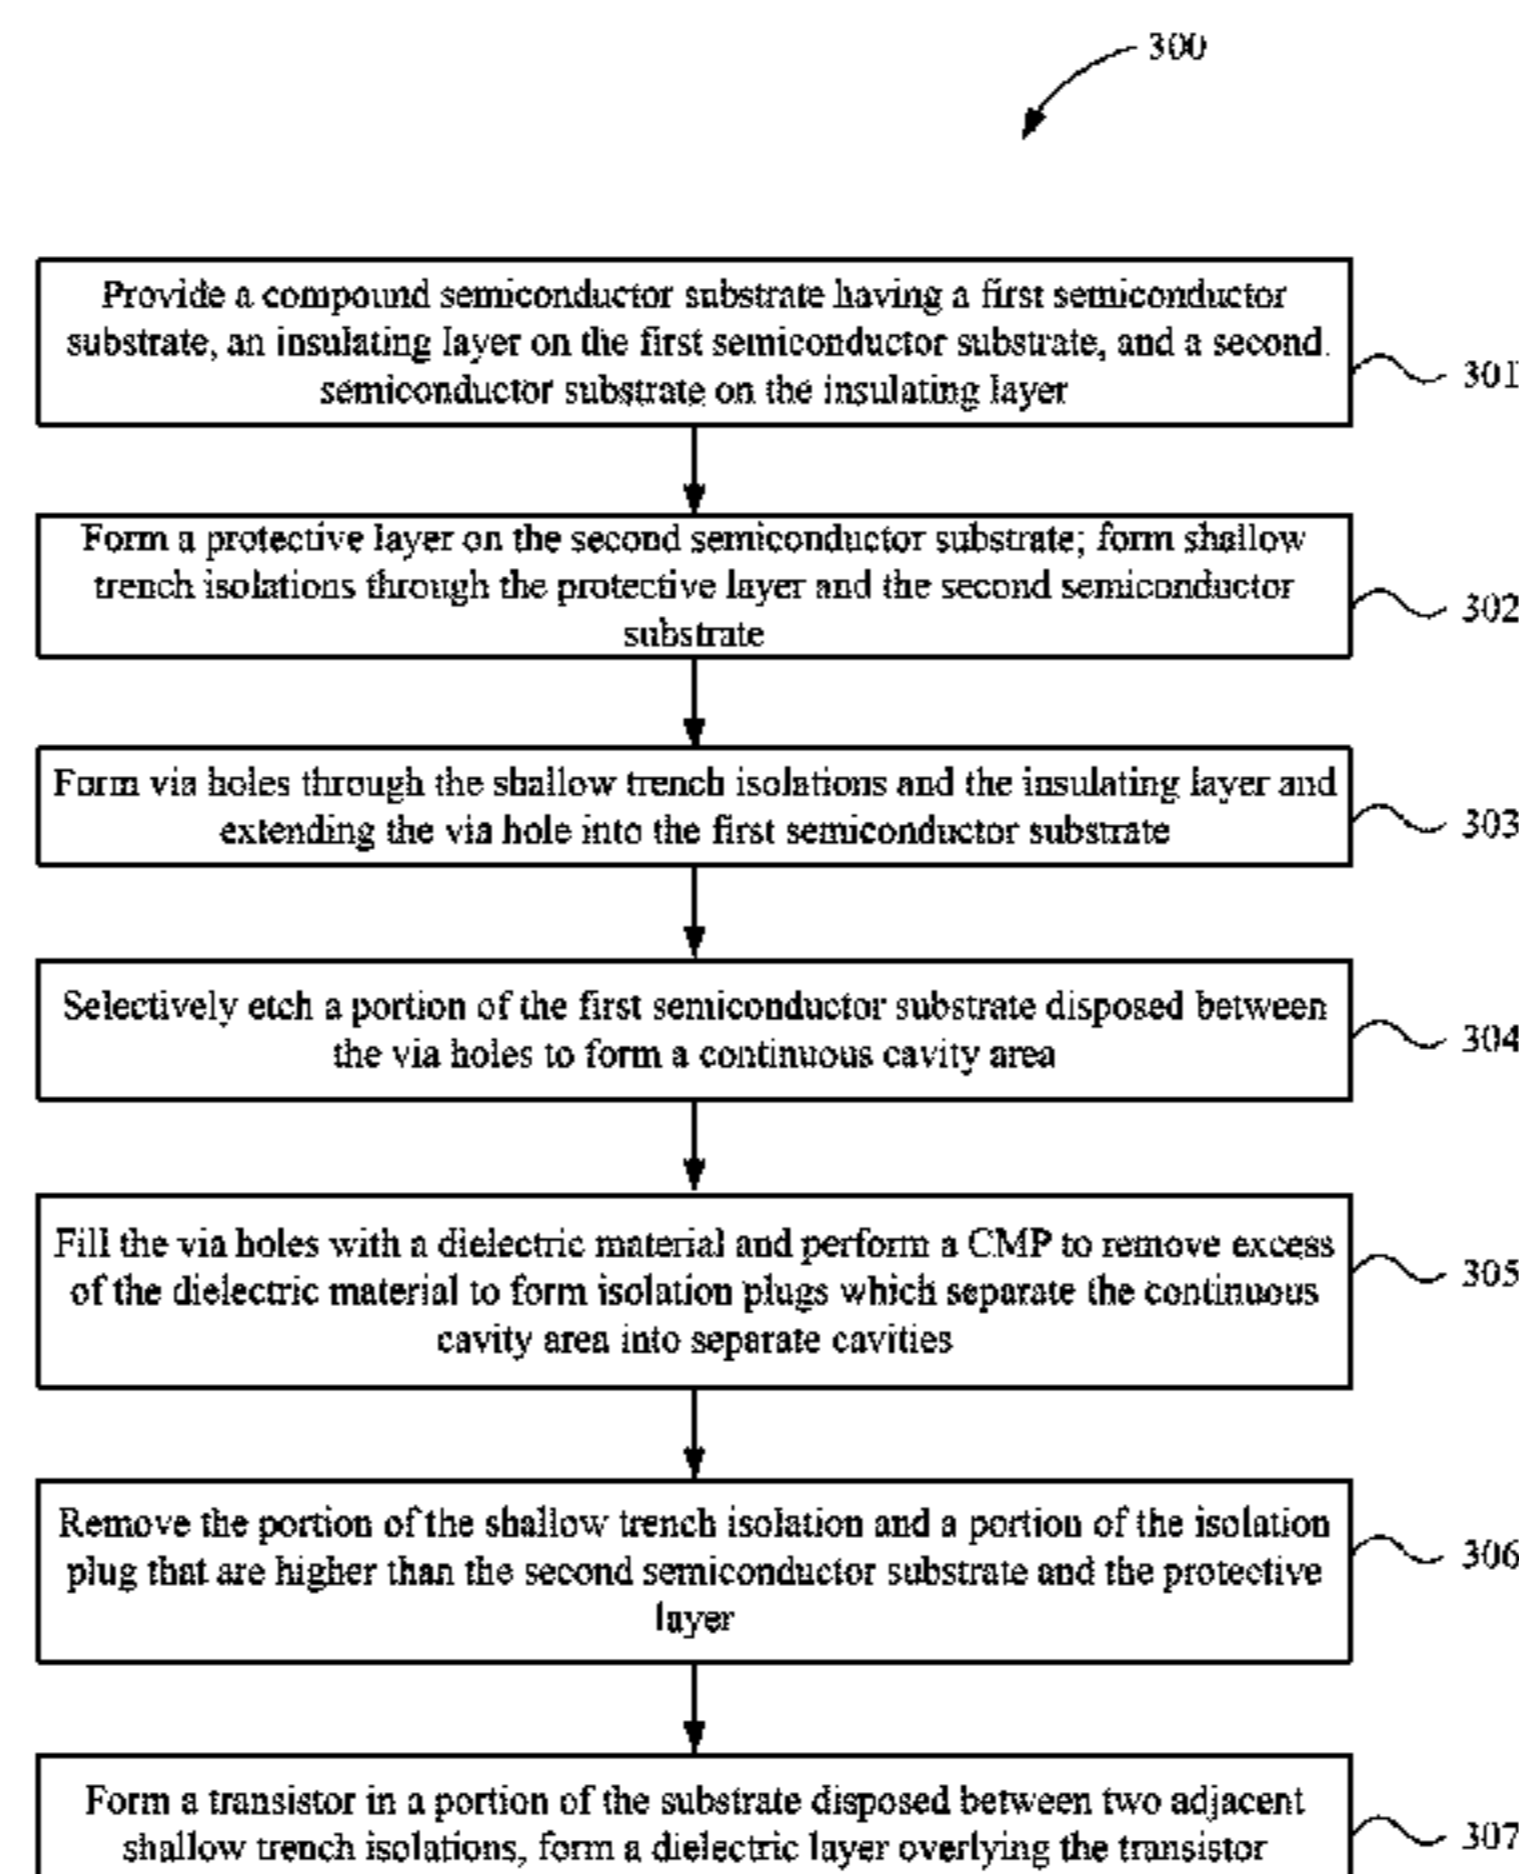 300
Provide a compound semiconductor substrate having a first semiconductor
substrate, an insulating layer on the first semiconductor substrate, and a second
semiconductor substrate on the insulating layer
301
Form a protective layer on the second semiconductor substrate; form shallow
trench isolations through the protective layer and the second semiconductor
substrate
302
Form via holes through the shallow trench isolations and the insulating layer and
extending the via hole into the first semiconductor substrate
303
Selectively etch a portion of the first semiconductor substrate disposed between
the via holes to form a continuous cavity area
304
Fill the via holes with a dielectric material and perform a CMP to remove excess
of the dielectric material to form isolation plugs which separate the continuous
cavity area into separate cavities
305
Remove the portion of the shallow trench isolation and a portion of the isolation
plug that are higher than the second semiconductor substrate and the protective
layer
306
Form a transistor in a portion of the substrate disposed between two adjacent
shallow trench isolations, form a dielectric layer overlying the transistor
307